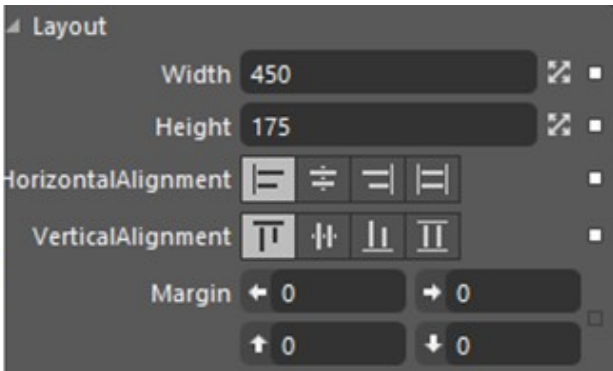 Layout
Width 450
Height 175
HorizontalAlignment
VerticalAlignment
Margin 0 0
0 0